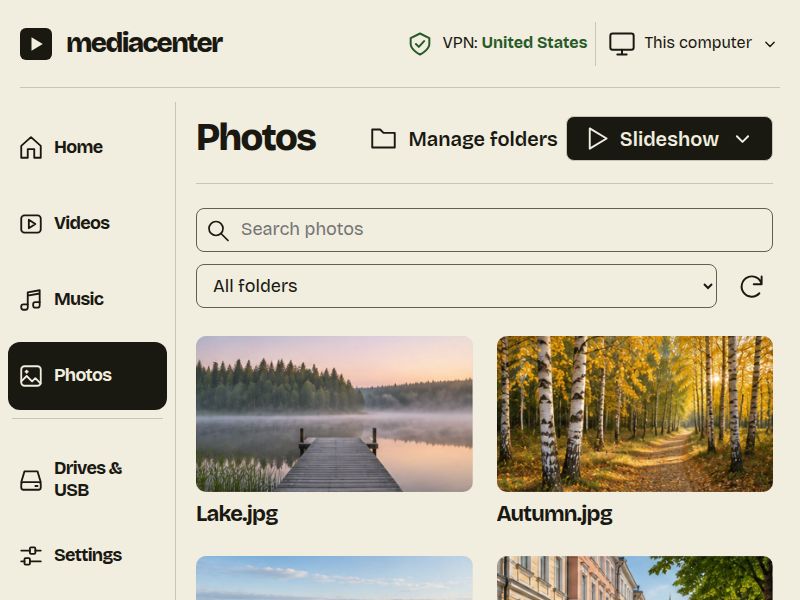 mediacenter
VPN: United States
This computer
Home
Videos
Music
Photos
Drives &
USB
Settings
Photos
Manage folders
Slideshow
Search photos
All folders
Lake.jpg
Autumn.jpg